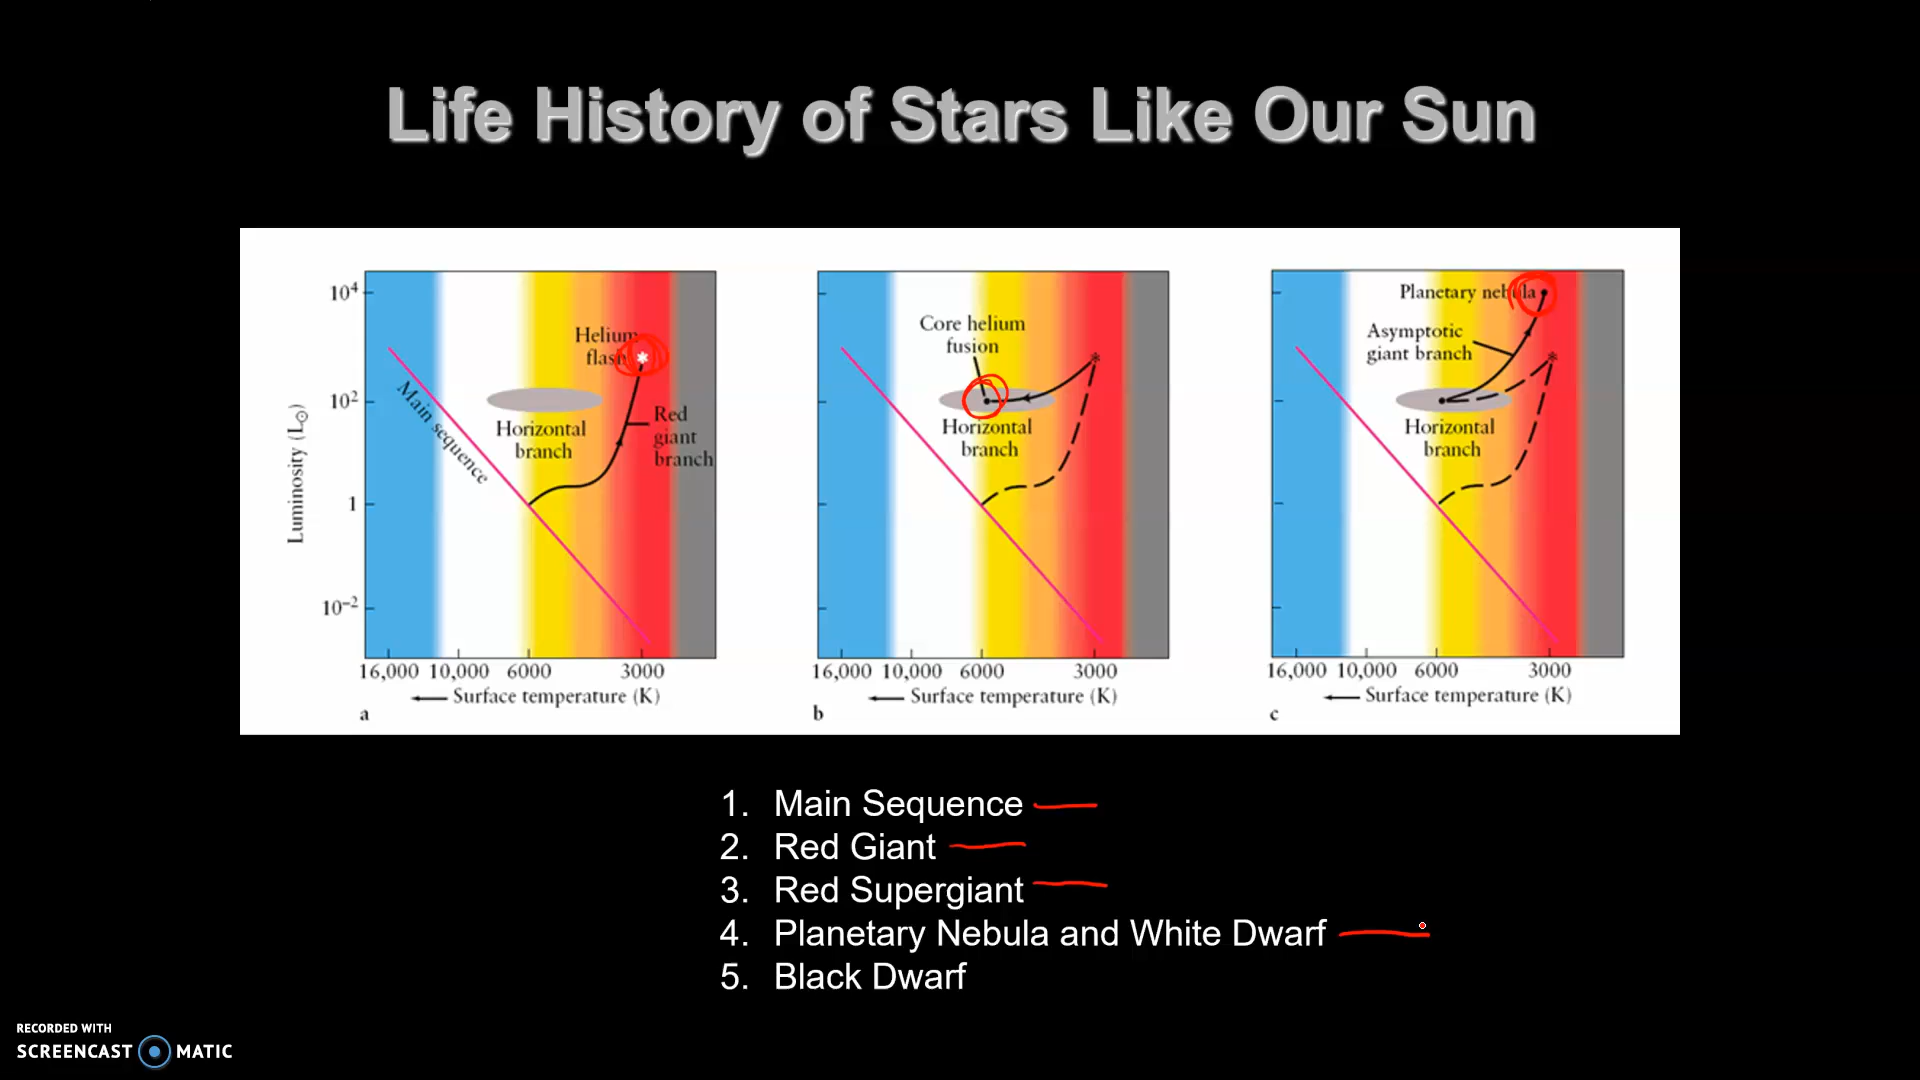 Life History of Stars Like Our Sun
10⁴
10²
1
10⁻²
Luminosity (L⊙)
Main sequence
Helium
flash
Horizontal
branch
Red
giant
branch
16,000 10,000 6000 3000
Surface temperature (K)
a
Core helium
fusion
Horizontal
branch
16,000 10,000 6000 3000
Surface temperature (K)
b
Planetary nebula
Asymptotic
giant branch
Horizontal
branch
16,000 10,000 6000 3000
Surface temperature (K)
c
1. Main Sequence
2. Red Giant
3. Red Supergiant
4. Planetary Nebula and White Dwarf
5. Black Dwarf
RECORDED WITH
SCREENCAST MATIC